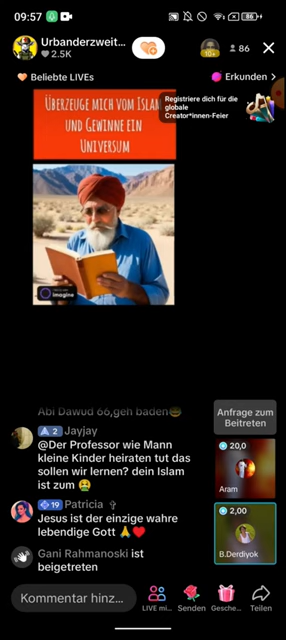 09:57
86
Urbanderzweit...
2.5K
10+
86
Beliebte LIVEs
Erkunden >
Registriere dich für die
globale
Creator*innen-Feier
ÜBERZEUGE MICH VOM ISLAM
UND GEWINNE EIN
UNIVERSUM
imagine
Abi Dawud 66,geh baden😅
Anfrage zum
Beitreten
2 Jayjay
@Der Professor wie Mann
kleine Kinder heiraten tut das
sollen wir lernen? dein Islam
ist zum 🤮
20,0
Aram
19 Patricia ✞
Jesus ist der einzige wahre
lebendige Gott 🙏❤️
2,00
B.Derdiyok
Gani Rahmanoski ist
beigetreten
Kommentar hinz...
LIVE mi...
Senden
Gesche...
Teilen